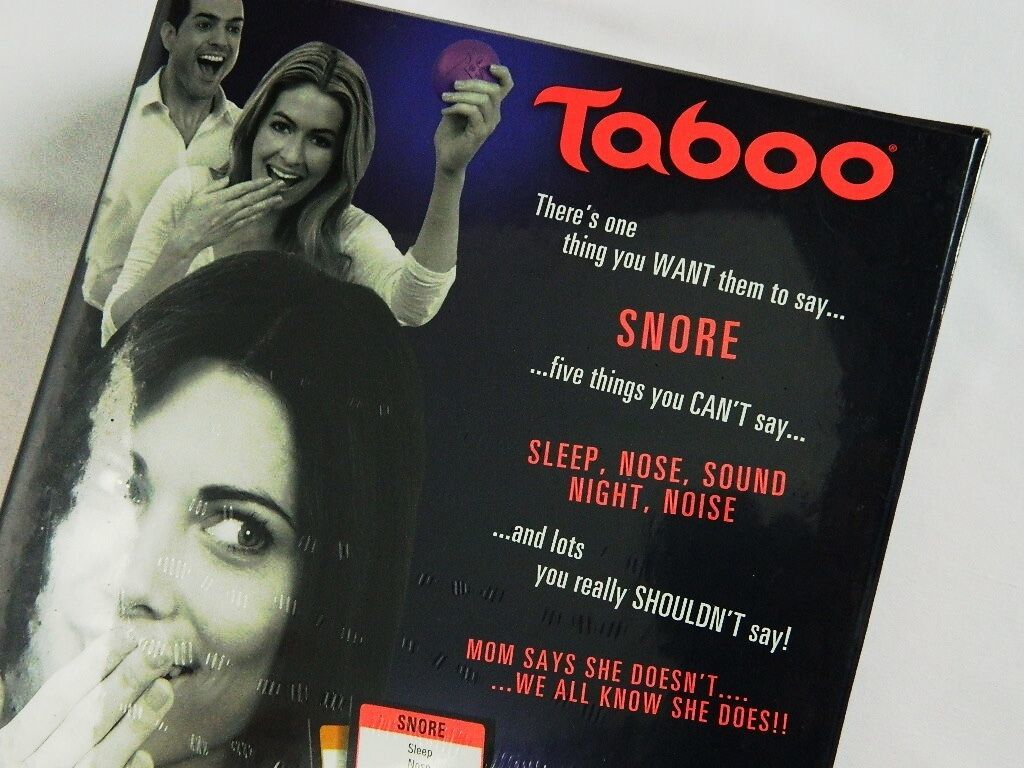 Taboo®
There's one
thing you WANT them to say...
SNORE
...five things you CAN'T say...
SLEEP, NOSE, SOUND
NIGHT, NOISE
...and lots
you really SHOULDN'T say!
MOM SAYS SHE DOESN'T....
...WE ALL KNOW SHE DOES!!
SNORE
Sleep
Nose